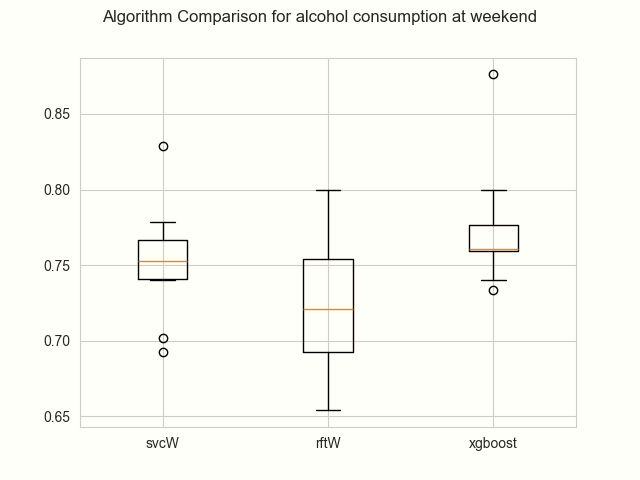 Algorithm Comparison for alcohol consumption at weekend
0.85
0.80
0.75
0.70
0.65
svcW rftW xgboost